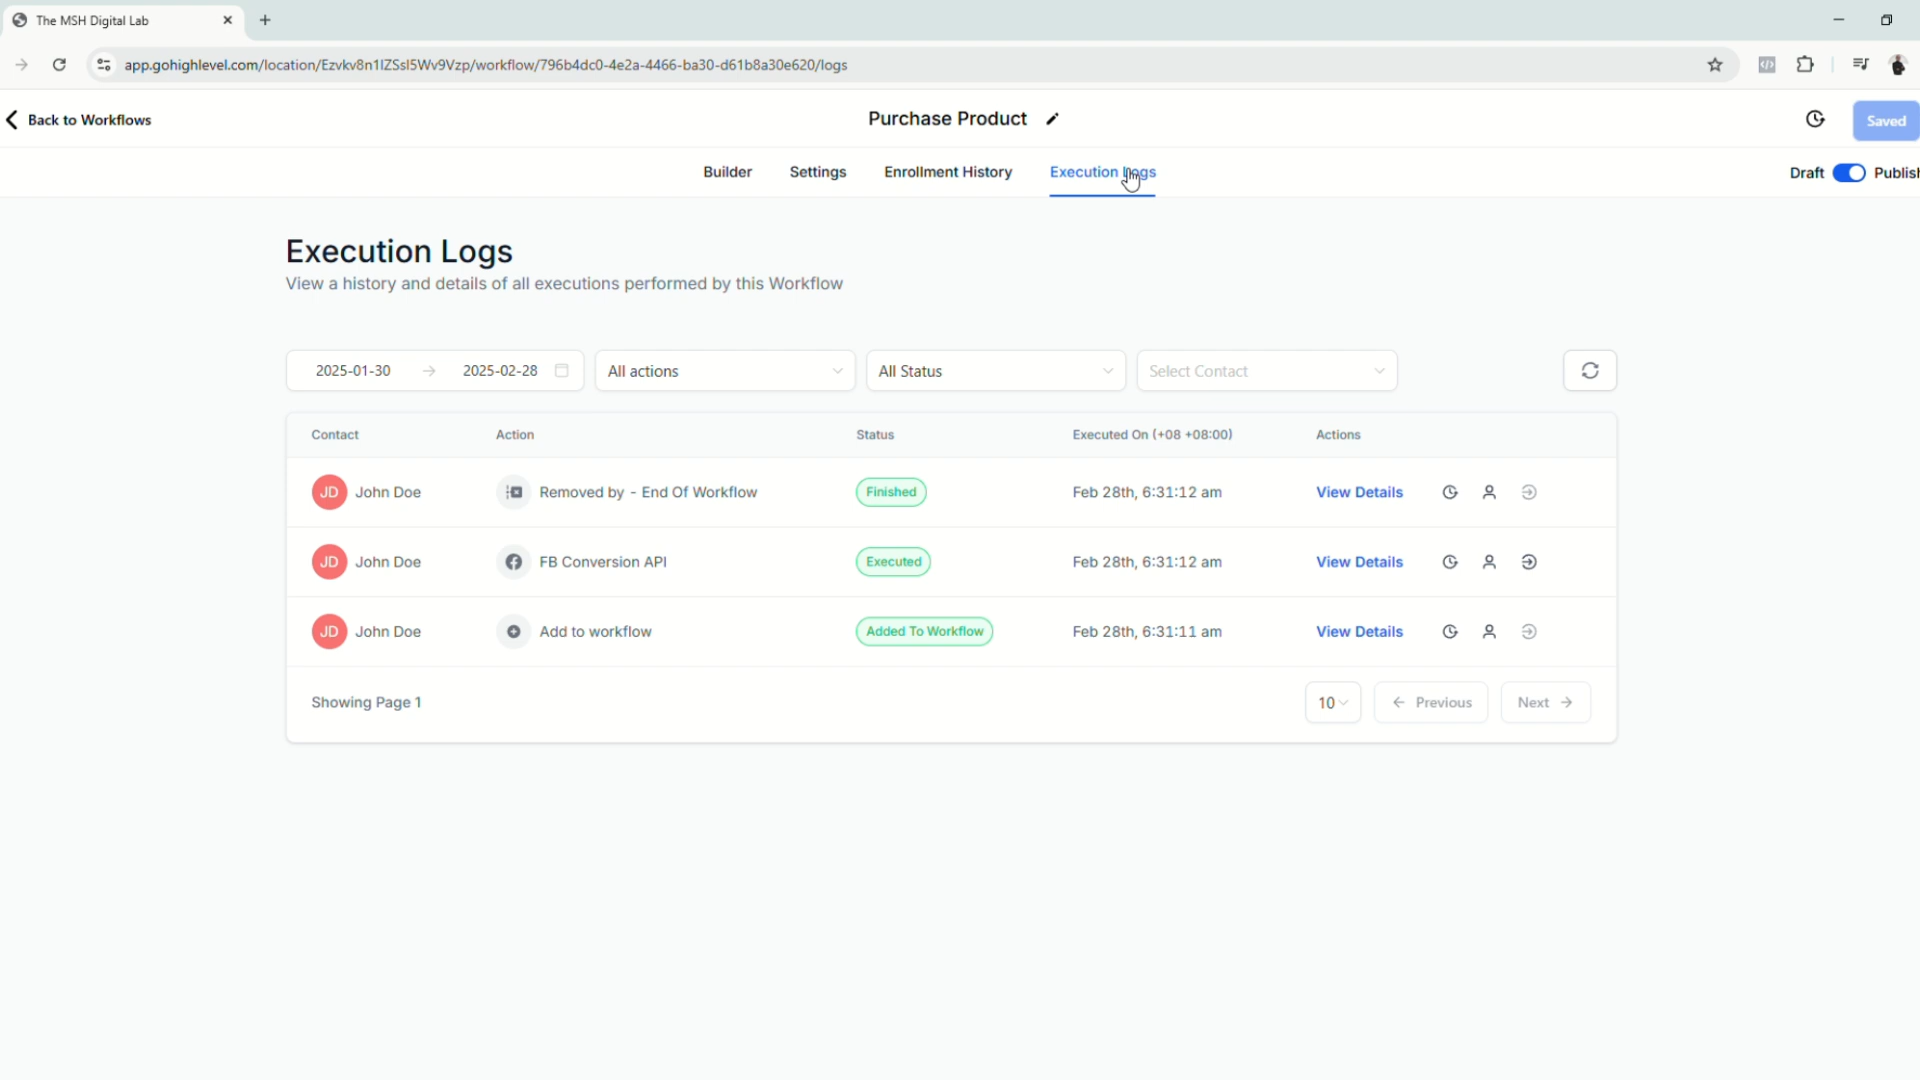 The MSH Digital Lab
app.gohighlevel.com/location/Ezvkv8n1IZSsI5Wv9Vzp/workflow/796b4dc0-4e2a-4466-ba30-d61b8a30e620/logs
Back to Workflows
Purchase Product
Saved
Builder
Settings
Enrollment History
Execution Logs
Draft
Publish
Execution Logs
View a history and details of all executions performed by this Workflow
2025-01-30 → 2025-02-28
All actions
All Status
Select Contact
Contact Action Status Executed On (+08 +08:00) Actions
JD John Doe Removed by - End Of Workflow Finished Feb 28th, 6:31:12 am View Details
JD John Doe FB Conversion API Executed Feb 28th, 6:31:12 am View Details
JD John Doe Add to workflow Added To Workflow Feb 28th, 6:31:11 am View Details
Showing Page 1
10
← Previous
Next →